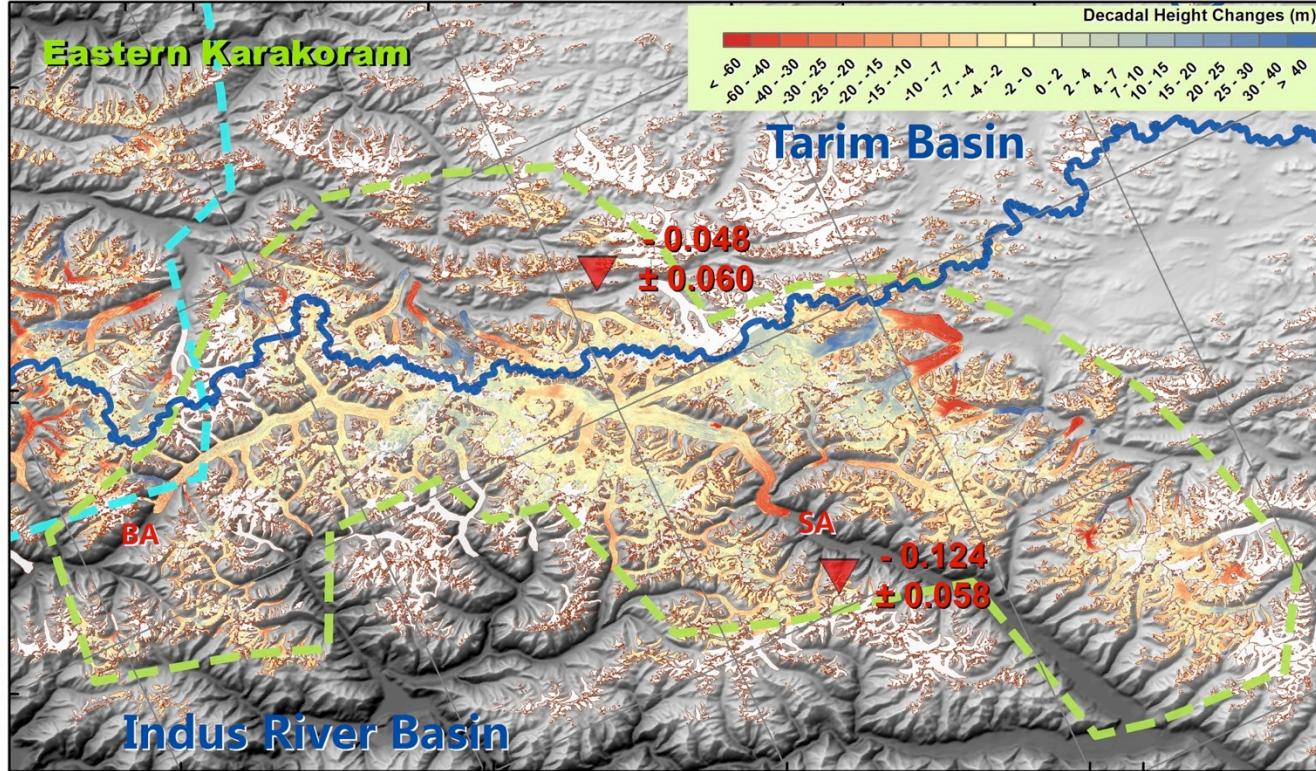 Eastern Karakoram
Decadal Height Changes (m)
< -60
-60 - -40
-40 - -30
-30 - -25
-25 - -20
-20 - -15
-15 - -10
-10 - -7
-7 - -4
-4 - -2
-2 - 0
0 - 2
2 - 4
4 - 7
7 - 10
10 - 15
15 - 20
20 - 25
25 - 30
30 - 40
> 40
Tarim Basin
- 0.048
± 0.060
BA
SA
- 0.124
± 0.058
Indus River Basin